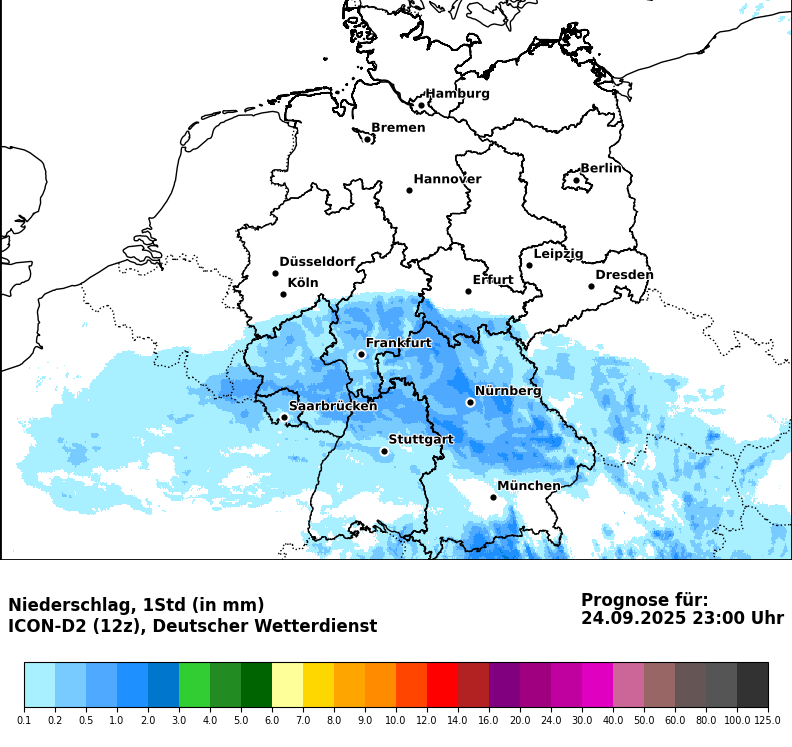 Hamburg
Bremen
Berlin
Hannover
Leipzig
Düsseldorf
Dresden
Köln
Erfurt
Frankfurt
Nürnberg
Saarbrücken
Stuttgart
München
Niederschlag, 1Std (in mm)
ICON-D2 (12z), Deutscher Wetterdienst
Prognose für:
24.09.2025 23:00 Uhr
0.1 0.2 0.5 1.0 2.0 3.0 4.0 5.0 6.0 7.0 8.0 9.0 10.0 12.0 14.0 16.0 20.0 24.0 30.0 40.0 50.0 60.0 80.0 100.0 125.0